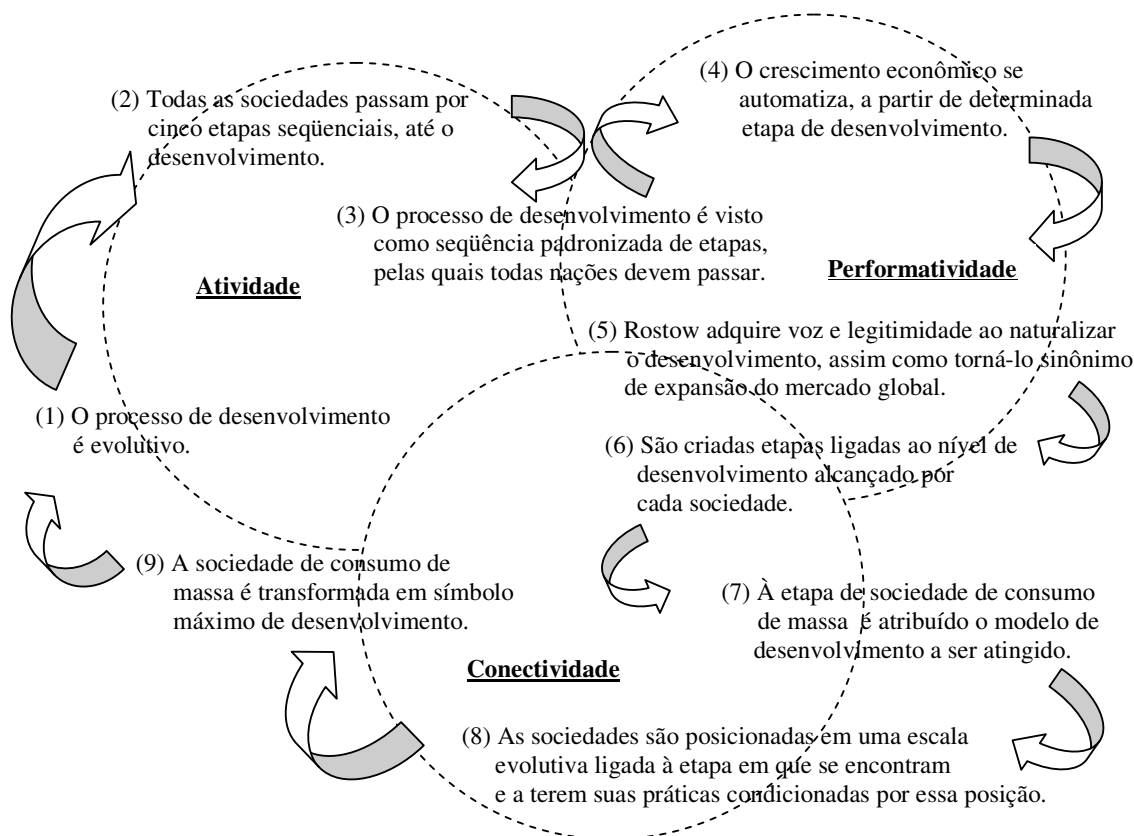 (2) Todas as sociedades passam por
cinco etapas seqüenciais, até o
desenvolvimento.
(4) O crescimento econômico se
automatiza, a partir de determinada
etapa de desenvolvimento.
(3) O processo de desenvolvimento é visto
como seqüência padronizada de etapas,
pelas quais todas nações devem passar.
Atividade
Performatividade
(5) Rostow adquire voz e legitimidade ao naturalizar
o desenvolvimento, assim como torná-lo sinônimo
de expansão do mercado global.
(1) O processo de desenvolvimento
é evolutivo.
(6) São criadas etapas ligadas ao nível de
desenvolvimento alcançado por
cada sociedade.
(9) A sociedade de consumo de
massa é transformada em símbolo
máximo de desenvolvimento.
(7) À etapa de sociedade de consumo
de massa é atribuído o modelo de
desenvolvimento a ser atingido.
Conectividade
(8) As sociedades são posicionadas em uma escala
evolutiva ligada à etapa em que se encontram
e a terem suas práticas condicionadas por essa posição.